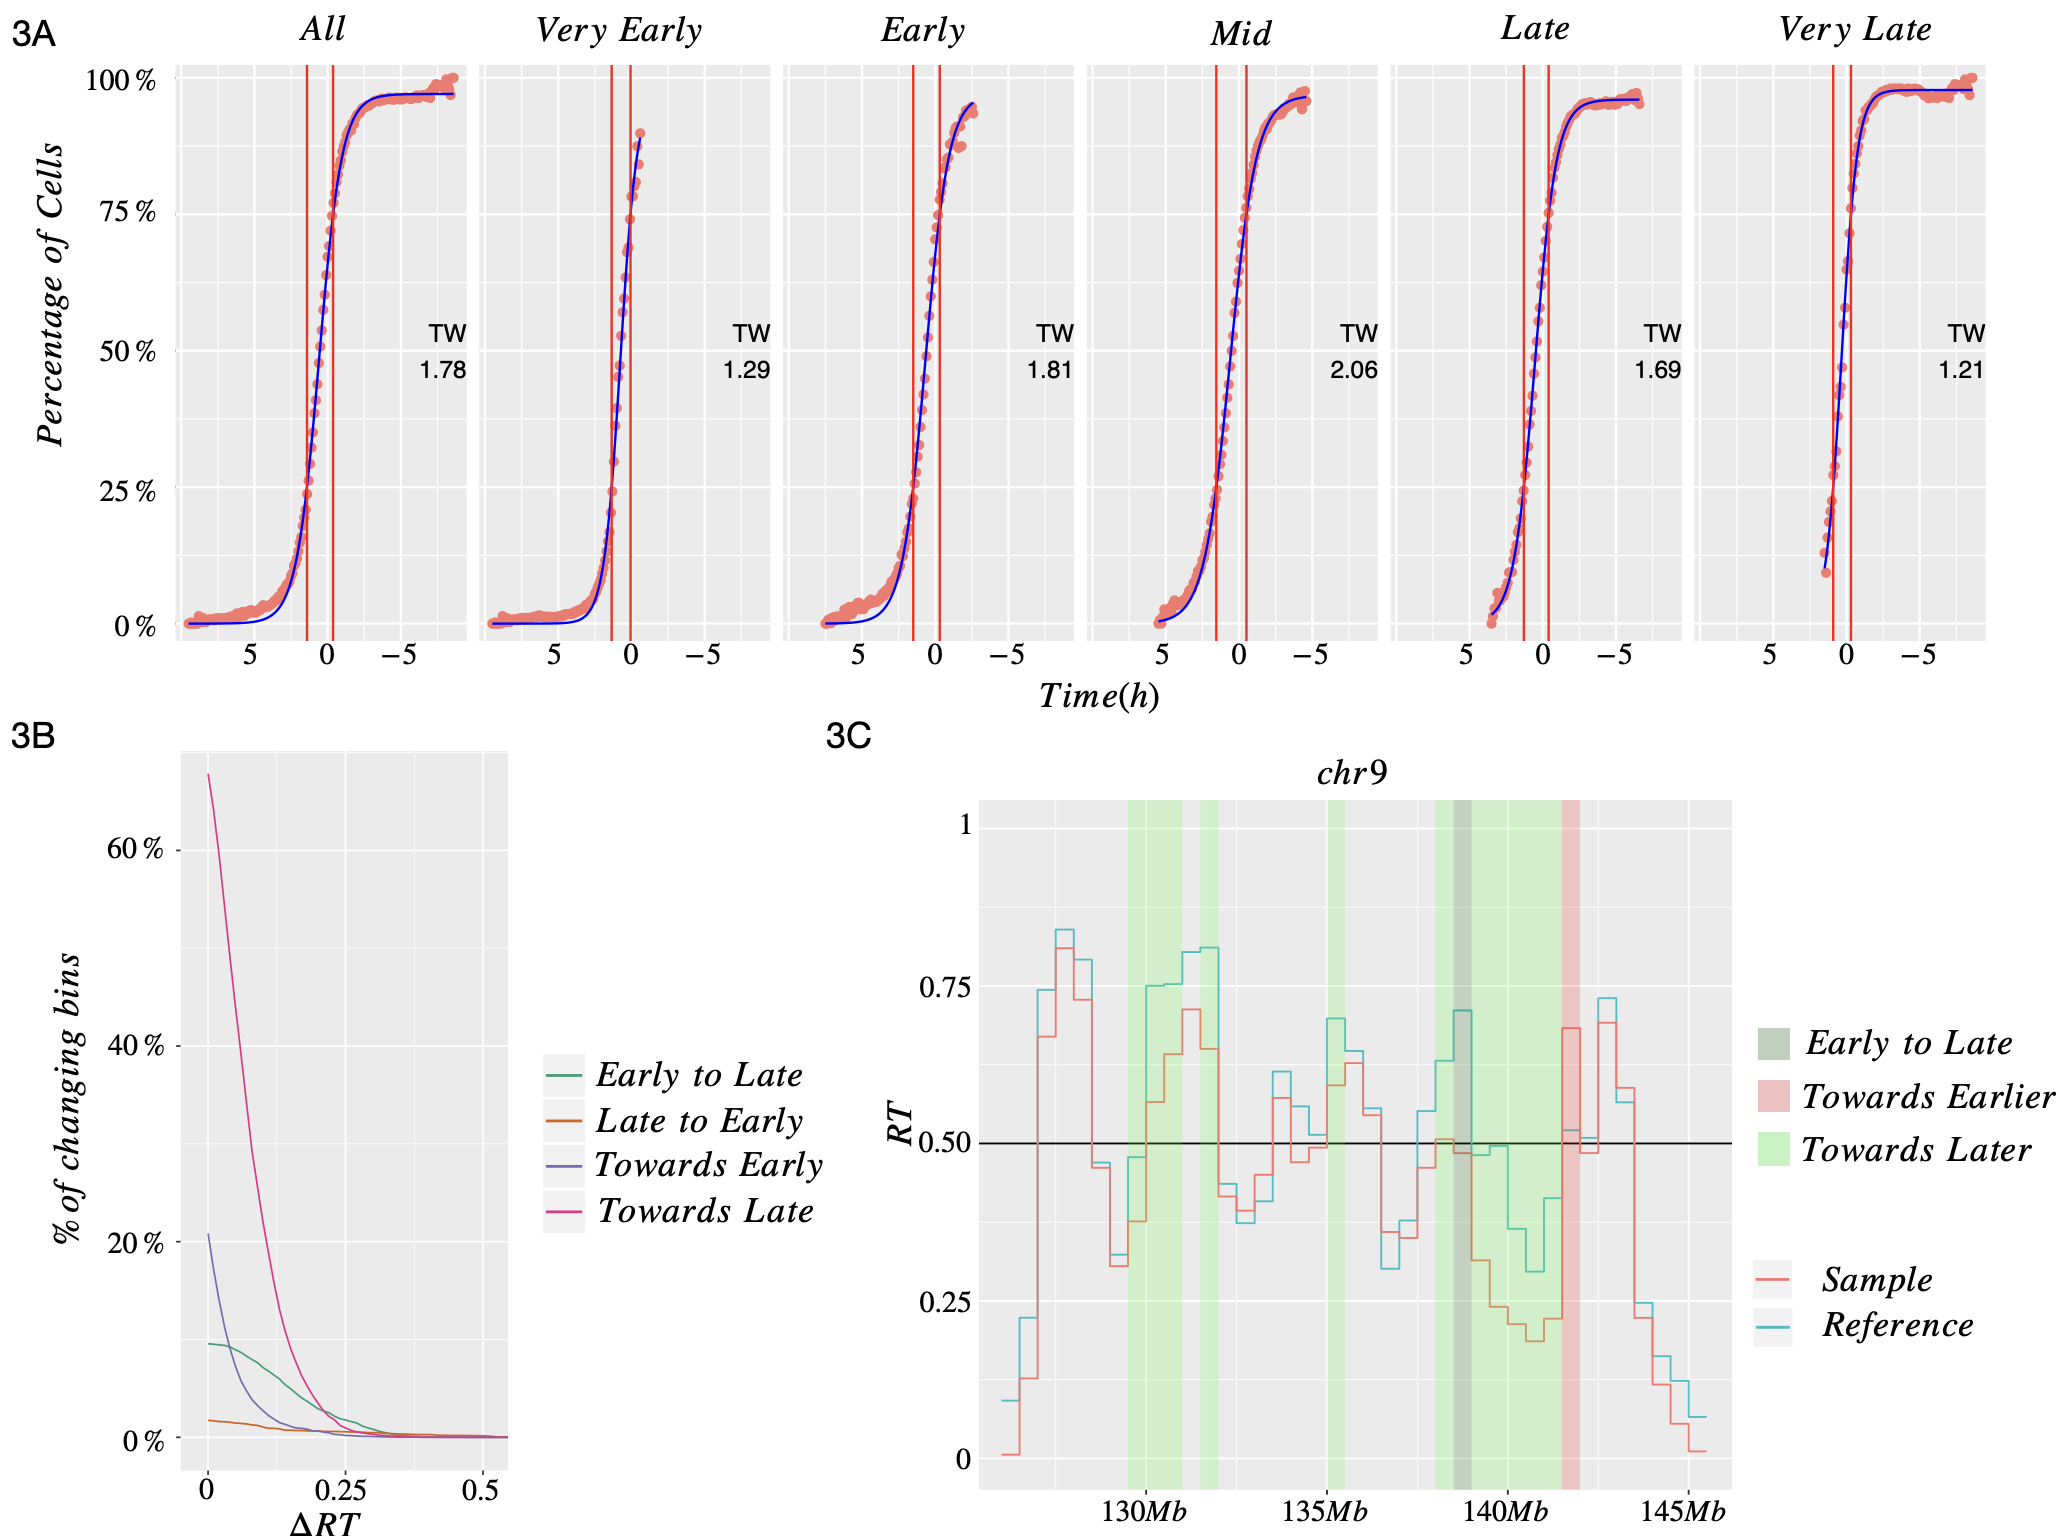 3A
All
Very Early
Early
Mid
Late
Very Late
Percentage of Cells
100 %
75 %
50 %
25 %
0 %
TW
1.78
TW
1.29
TW
1.81
TW
2.06
TW
1.69
TW
1.21
5 0 −5
5 0 −5
5 0 −5
5 0 −5
5 0 −5
5 0 −5
Time(h)
3B
% of changing bins
60 %
40 %
20 %
0 %
0 0.25 0.5
ΔRT
Early to Late
Late to Early
Towards Early
Towards Late
3C
chr9
RT
1
0.75
0.50
0.25
0
130Mb 135Mb 140Mb 145Mb
Early to Late
Towards Earlier
Towards Later
Sample
Reference